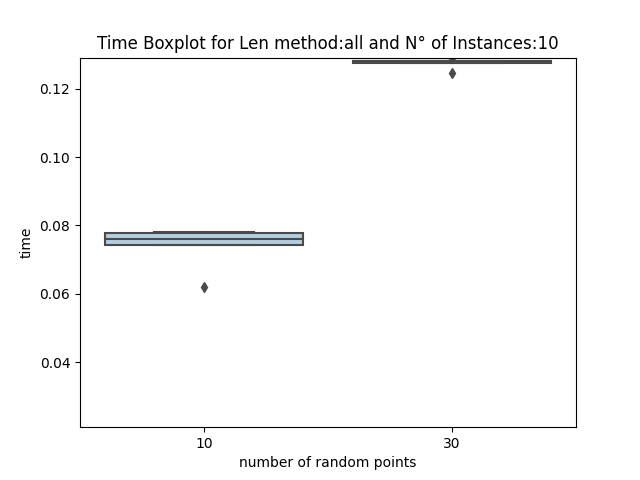 Time Boxplot for Len method:all and N° of Instances:10
0.12
0.10
0.08
0.06
0.04
time
10
30
number of random points